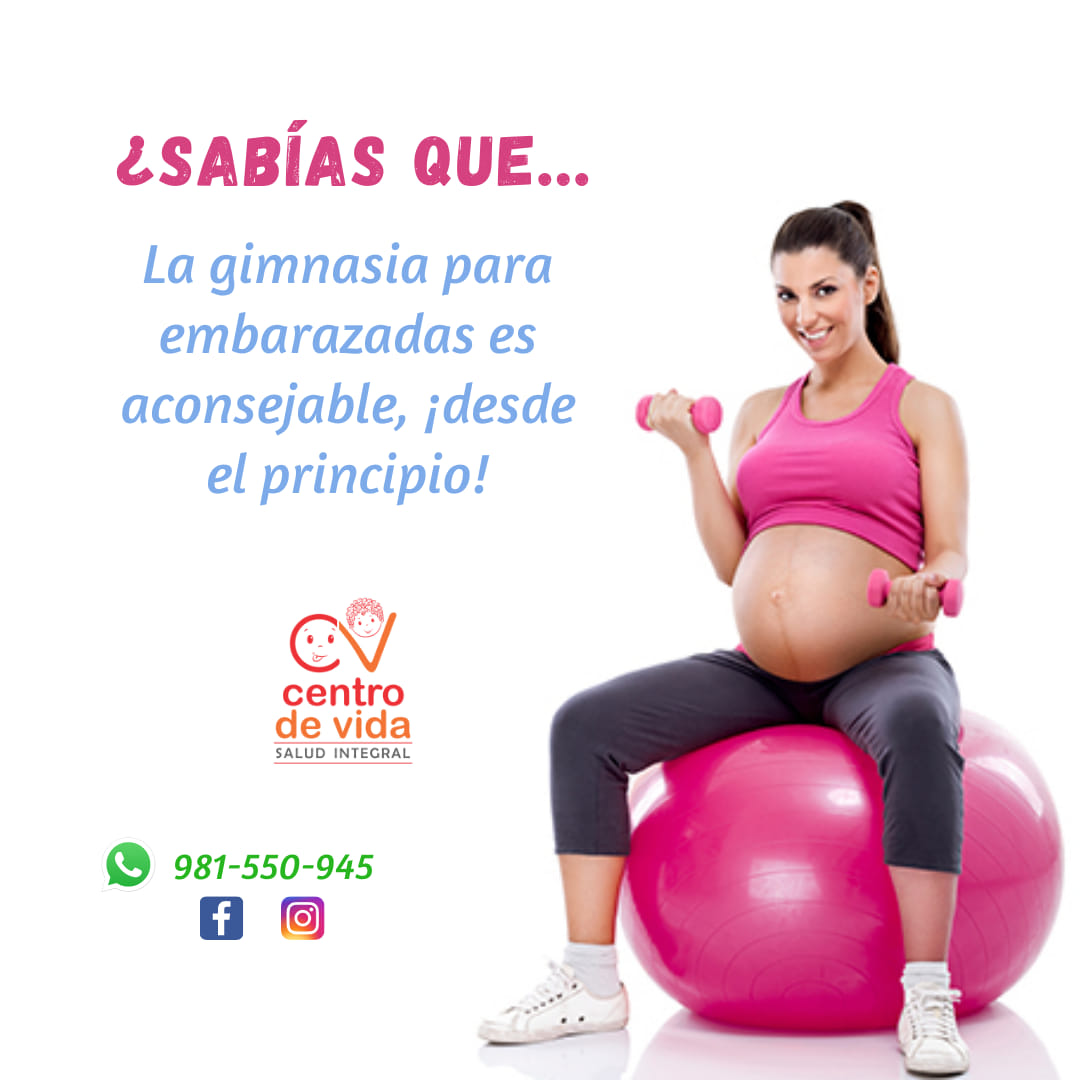 ¿SABÍAS QUE...
La gimnasia para
embarazadas es
aconsejable, ¡desde
el principio!
CV
centro
de vida
SALUD INTEGRAL
981-550-945